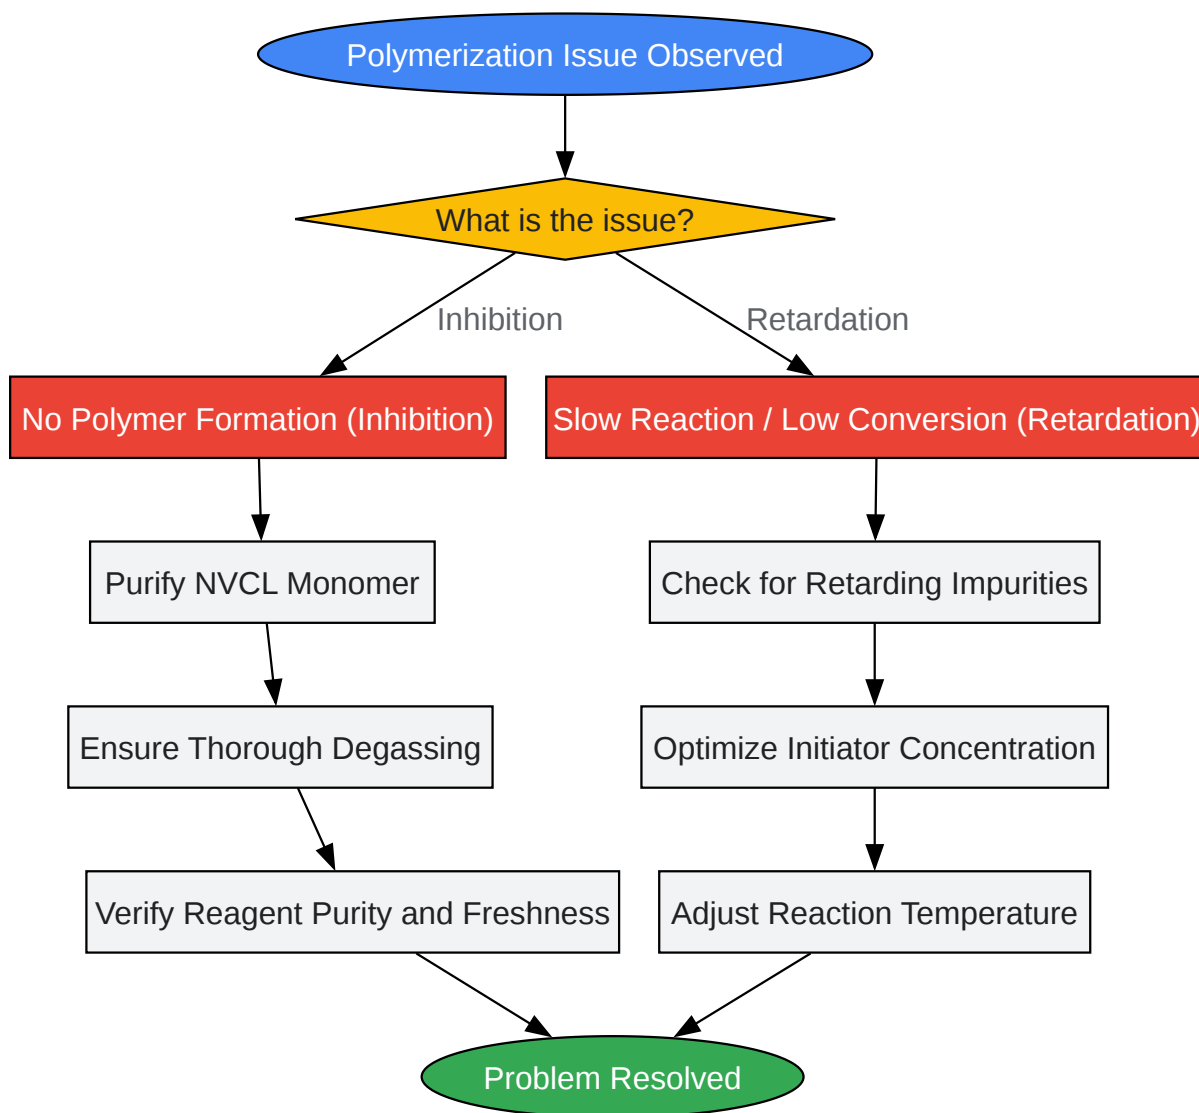 Polymerization Issue Observed
What is the issue?
Inhibition
Retardation
No Polymer Formation (Inhibition)
Slow Reaction / Low Conversion (Retardation)
Purify NVCL Monomer
Check for Retarding Impurities
Ensure Thorough Degassing
Optimize Initiator Concentration
Verify Reagent Purity and Freshness
Adjust Reaction Temperature
Problem Resolved